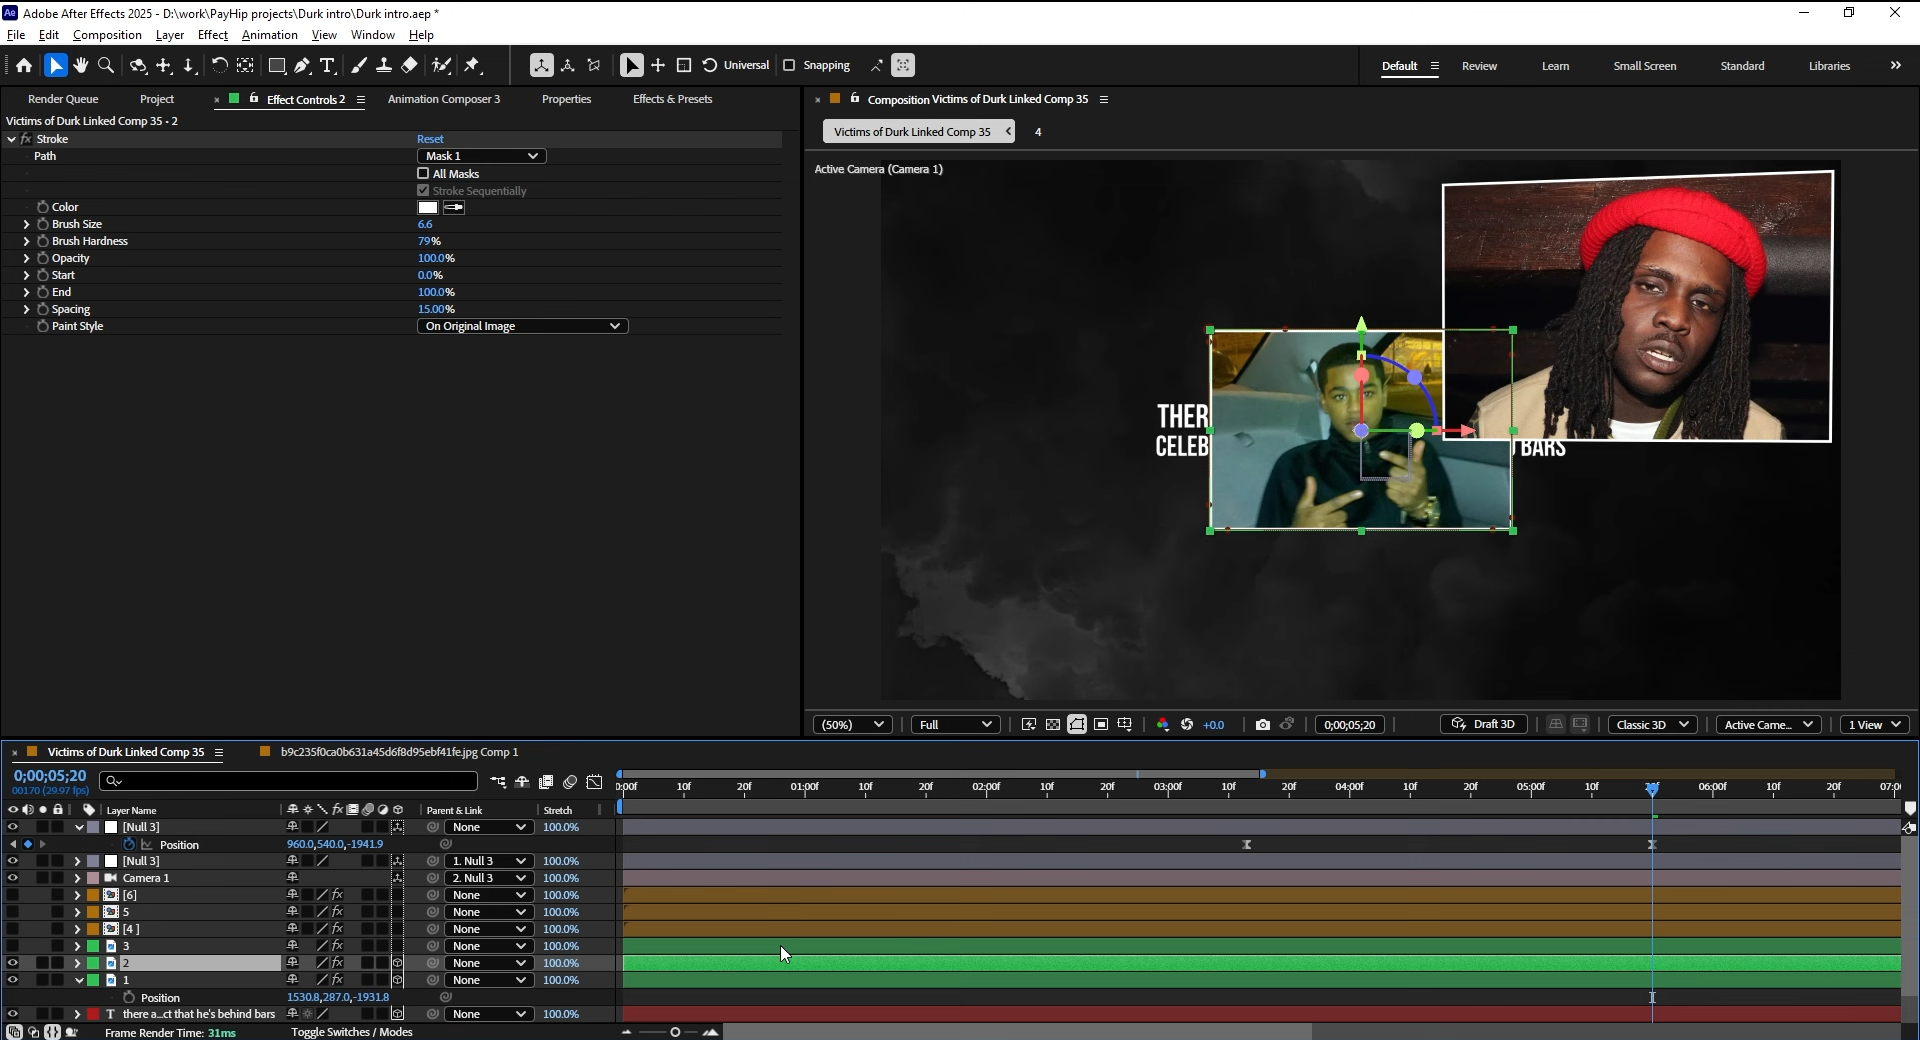 Adobe After Effects 2025 - D:\work\PayHip projects\Durk intro\Durk intro.aep *
File Edit Composition Layer Effect Animation View Window Help
Universal Snapping Default Review Learn Small Screen Standard Libraries
Render Queue Project Effect Controls 2 Animation Composer 3 Properties Effects & Presets
Composition Victims of Durk Linked Comp 35
Victims of Durk Linked Comp 35 • 2
Victims of Durk Linked Comp 35 4
Active Camera (Camera 1)
fx Stroke Reset
Path Mask 1
All Masks
Stroke Sequentially
Color
Brush Size 6.6
Brush Hardness 79%
Opacity 100.0%
Start 0.0%
End 100.0%
Spacing 15.00%
Paint Style On Original Image
THER
CELEB BARS
(50%) Full +0.0 0;00;05;20 Draft 3D Classic 3D Active Came... 1 View
Victims of Durk Linked Comp 35 b9c235f0ca0b631a45d6f8d95ebf41fe.jpg Comp 1
0;00;05;20
00170 (29.97 fps)
0:00f 10f 20f 01:00f 10f 20f 02:00f 10f 20f 03:00f 10f 20f 04:00f 10f 20f 05:00f 10f 20f 06:00f 10f 20f 07:0
Layer Name Parent & Link Stretch
[Null 3] None 100.0%
Position 960.0,540.0,-1941.9
[Null 3] 1. Null 3 100.0%
Camera 1 2. Null 3 100.0%
[6] fx None 100.0%
5 fx None 100.0%
[4 ] fx None 100.0%
3 fx None 100.0%
2 fx None 100.0%
1 fx None 100.0%
Position 1530.8,287.0,-1931.8
T there a...ct that he's behind bars None 100.0%
Frame Render Time: 31ms Toggle Switches / Modes